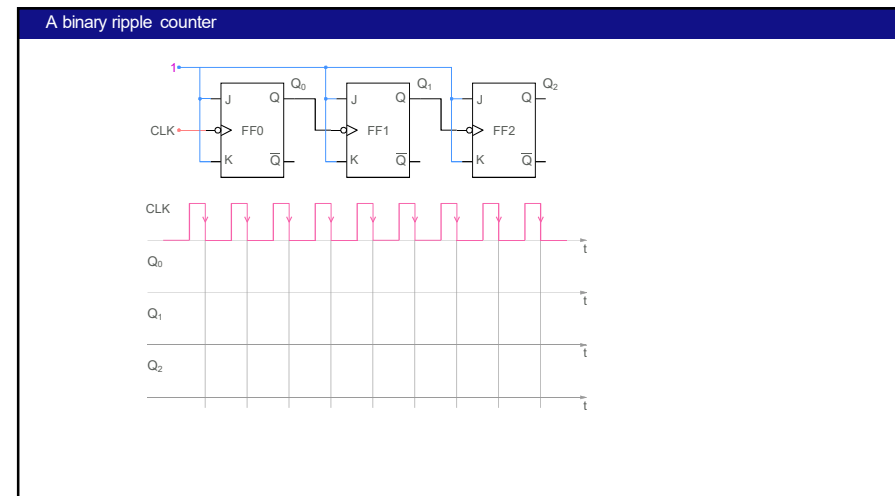 A binary ripple counter
1
Q₀ Q₁ Q₂
J Q J Q J Q
CLK FF0 FF1 FF2
K Q̅ K Q̅ K Q̅
CLK
t
Q₀
t
Q₁
t
Q₂
t